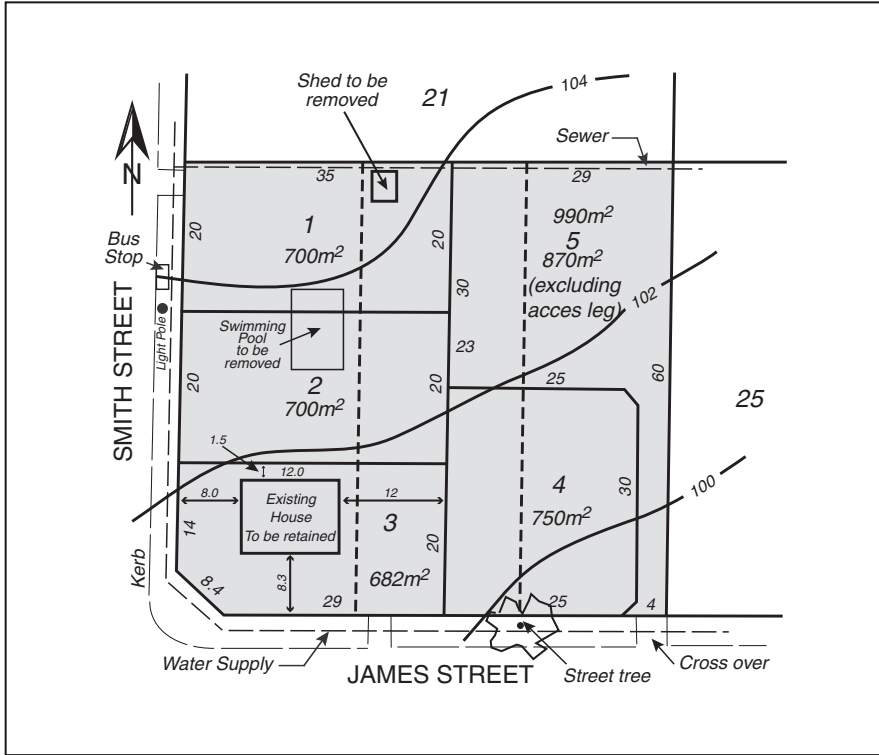 104
Shed to be
removed
21
Sewer
N
35
29
1
700m²
990m²
5
870m²
(excluding
acces leg)
20
20
Bus
Stop
30
102
Light Pole
Swimming
Pool
to be
removed
SMITH STREET
20
2
700m²
20
23
25
60
25
1.5
12.0
8.0
Existing
House
To be retained
12
3
14
20
4
750m²
30
100
Kerb
8.4
8.3
682m²
29
25
4
Water Supply
JAMES STREET
Street tree
Cross over